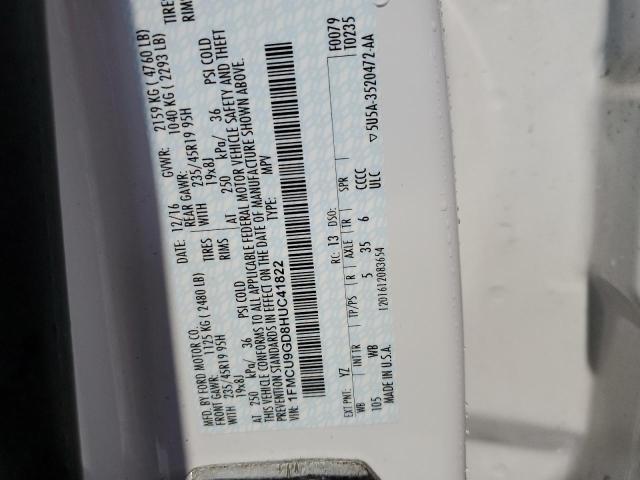 MFD. BY FORD MOTOR CO.
DATE: 12/16 GVWR: 2159 KG ( 4760 LB)
FRONT GAWR: 1125 KG ( 2480 LB) REAR GAWR: 1040 KG ( 2293 LB)
WITH 235/45R19 95H TIRES WITH 235/45R19 95H TIRES
19x8J RIMS 19x8J RIMS
AT 250 kPa/ 36 PSI COLD AT 250 kPa/ 36 PSI COLD
THIS VEHICLE CONFORMS TO ALL APPLICABLE FEDERAL MOTOR VEHICLE SAFETY AND THEFT
PREVENTION STANDARDS IN EFFECT ON THE DATE OF MANUFACTURE SHOWN ABOVE.
VIN: 1FMCU9GD8HUC41822 TYPE: MPV
F0079
T0235
EXT PNT: YZ RC: 13 DSO:
WB INT TR TP/PS R AXLE TR SPR
105 WB 5 35 6 CCCC
MADE IN U.S.A. 1201612083654 ULC
▽5U5A-3520472-AA